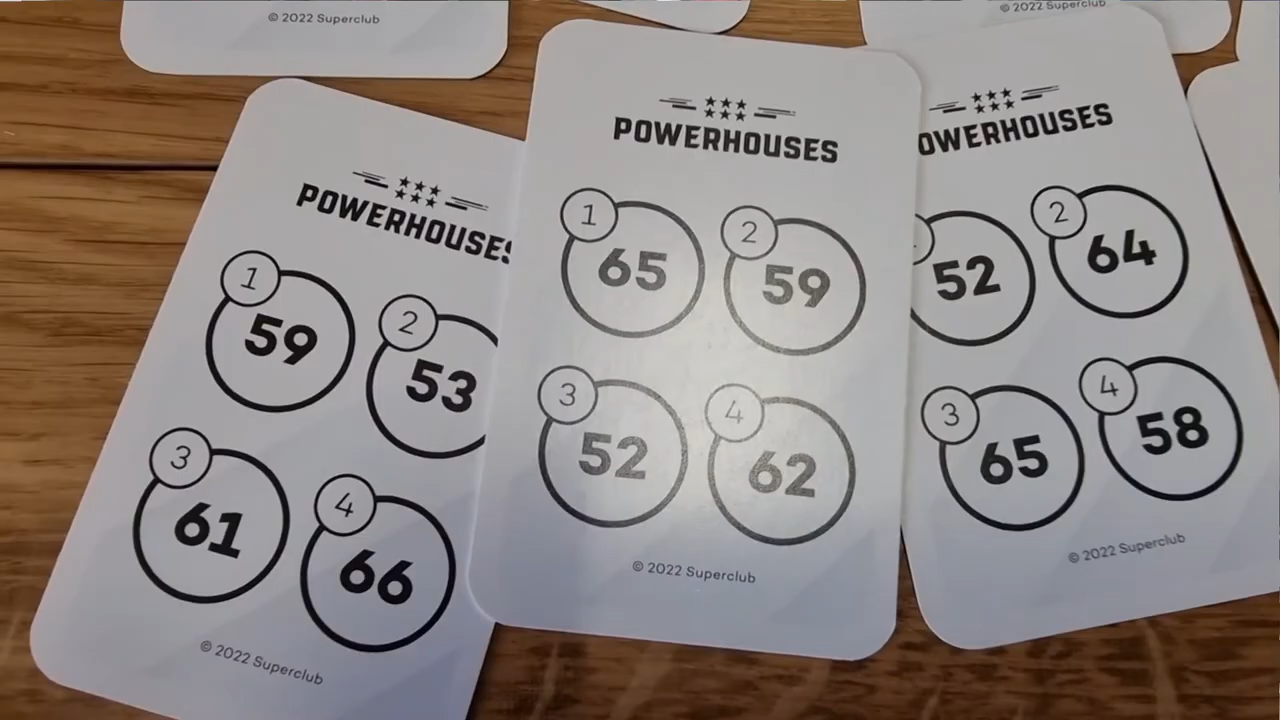 © 2022 Superclub
© 2022 Superclub
POWERHOUSES
1 59
2 53
3 61
4 66
© 2022 Superclub
POWERHOUSES
1 65
2 59
3 52
4 62
© 2022 Superclub
OWERHOUSES
52
2 64
3 65
4 58
© 2022 Superclub